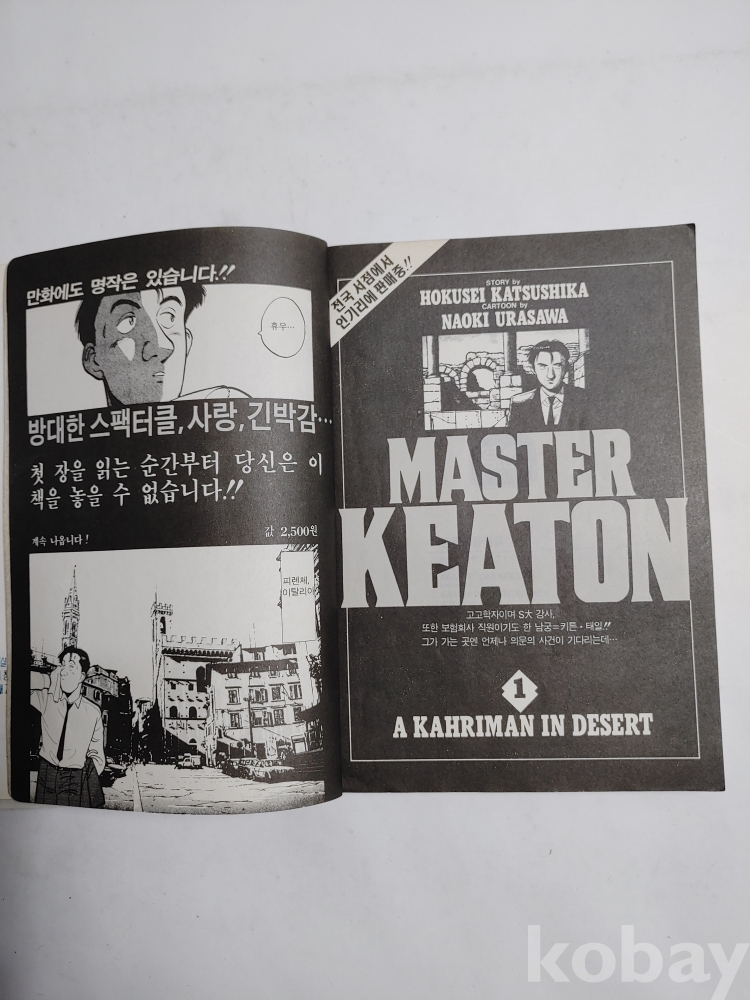 만화에도 명작은 있습니다!!
휴우…
방대한 스팩터클, 사랑, 긴박감…
첫 장을 읽는 순간부터 당신은 이
책을 놓을 수 없습니다!!
계속 나옵니다!
값 2,500원
피렌체,
이탈리아
전국 서점에서
인기리에 판매중!!
STORY by
HOKUSEI KATSUSHIKA
CARTOON by
NAOKI URASAWA
MASTER
KEATON
고고학자이며 S大 강사,
또한 보험회사 직원이기도 한 남궁=키튼·태일!!
그가 가는 곳엔 언제나 의문의 사건이 기다리는데…
1
A KAHRIMAN IN DESERT
kobay